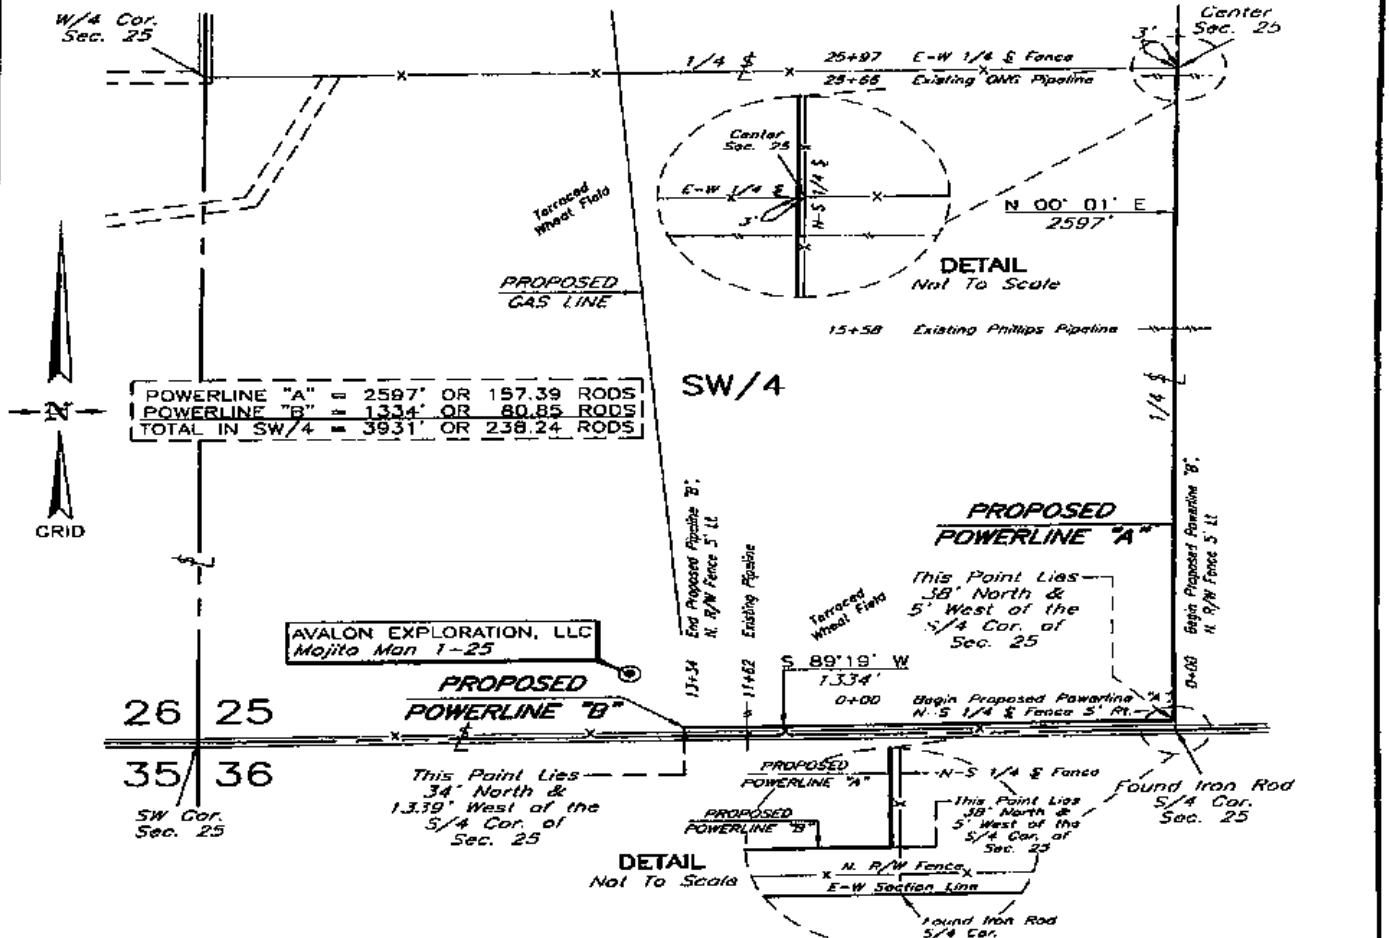 W/4 Cor.
Sec. 25
Center
Sec. 25
3'
1/4 ℄
25+97 E-W 1/4 ℄ Fence
25+66 Existing ONG Pipeline
Center
Sec. 25
E-W 1/4 ℄
N-S 1/4 ℄
3'
DETAIL
Not To Scale
N 00° 01' E
2597'
Terraced
Wheat Field
PROPOSED
GAS LINE
15+58 Existing Phillips Pipeline
1/4 ℄
SW/4
POWERLINE "A" = 2597' OR 157.39 RODS
POWERLINE "B" = 1334' OR 80.85 RODS
TOTAL IN SW/4 = 3931' OR 238.24 RODS
N
GRID
℄
PROPOSED
POWERLINE "A"
This Point Lies
38' North &
5' West of the
S/4 Cor. of
Sec. 25
0+00 Begin Proposed Powerline "B",
N. R/W Fence 5' Lt
13+34 End Proposed Pipeline "B",
N. R/W Fence 5' Lt
11+62 Existing Pipeline
Terraced
Wheat Field
S 89°19' W
1334'
0+00 Begin Proposed Powerline "A",
N-S 1/4 ℄ Fence 5' Rt.
AVALON EXPLORATION, LLC
Mojito Man 1-25
PROPOSED
POWERLINE "B"
26 25
35 36
℄
SW Cor.
Sec. 25
This Point Lies
34' North &
1339' West of the
S/4 Cor. of
Sec. 25
Found Iron Rod
S/4 Cor.
Sec. 25
PROPOSED
POWERLINE "A"
N-S 1/4 ℄ Fence
PROPOSED
POWERLINE "B"
This Point Lies
38' North &
5' West of the
S/4 Cor. of
Sec. 25
N. R/W Fence
E-W Section Line
DETAIL
Not To Scale
Found Iron Rod
S/4 Cor.